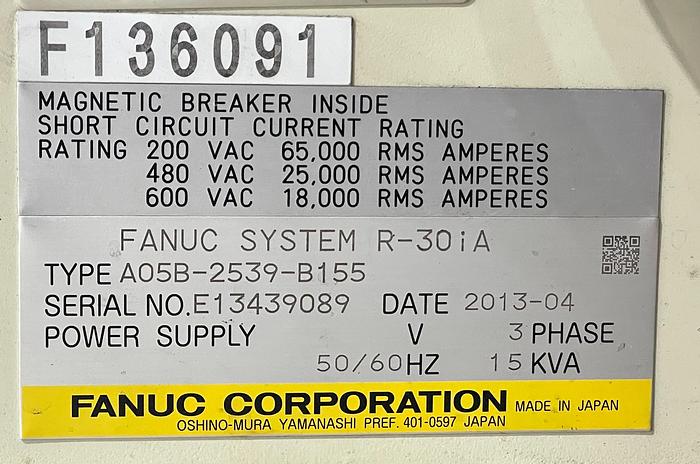 F136091
MAGNETIC BREAKER INSIDE
SHORT CIRCUIT CURRENT RATING
RATING 200 VAC 65,000 RMS AMPERES
480 VAC 25,000 RMS AMPERES
600 VAC 18,000 RMS AMPERES
FANUC SYSTEM R-30iA
TYPE A05B-2539-B155
SERIAL NO. E13439089 DATE 2013-04
POWER SUPPLY V 3 PHASE
50/60 HZ 15 KVA
FANUC CORPORATION MADE IN JAPAN
OSHINO-MURA YAMANASHI PREF. 401-0597 JAPAN